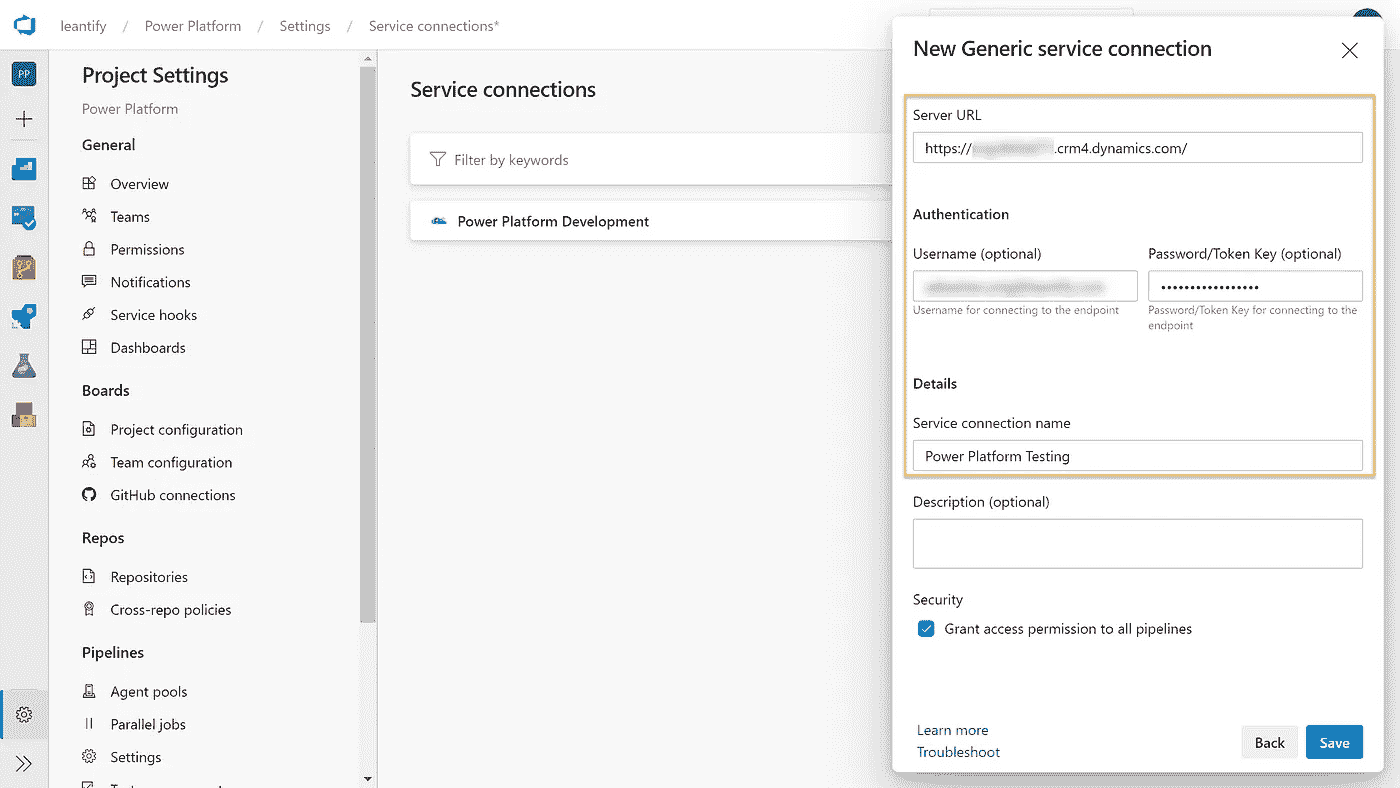 leantify / Power Platform / Settings / Service connections*
PP
Project Settings
Power Platform
General
Overview
Teams
Permissions
Notifications
Service hooks
Dashboards
Boards
Project configuration
Team configuration
GitHub connections
Repos
Repositories
Cross-repo policies
Pipelines
Agent pools
Parallel jobs
Settings
Service connections
Filter by keywords
Power Platform Development
New Generic service connection
Server URL
https:// .crm4.dynamics.com/
Authentication
Username (optional) Password/Token Key (optional)
•••••••••••••••••
Username for connecting to the endpoint
Password/Token Key for connecting to the
endpoint
Details
Service connection name
Power Platform Testing
Description (optional)
Security
Grant access permission to all pipelines
Learn more
Troubleshoot
Back Save